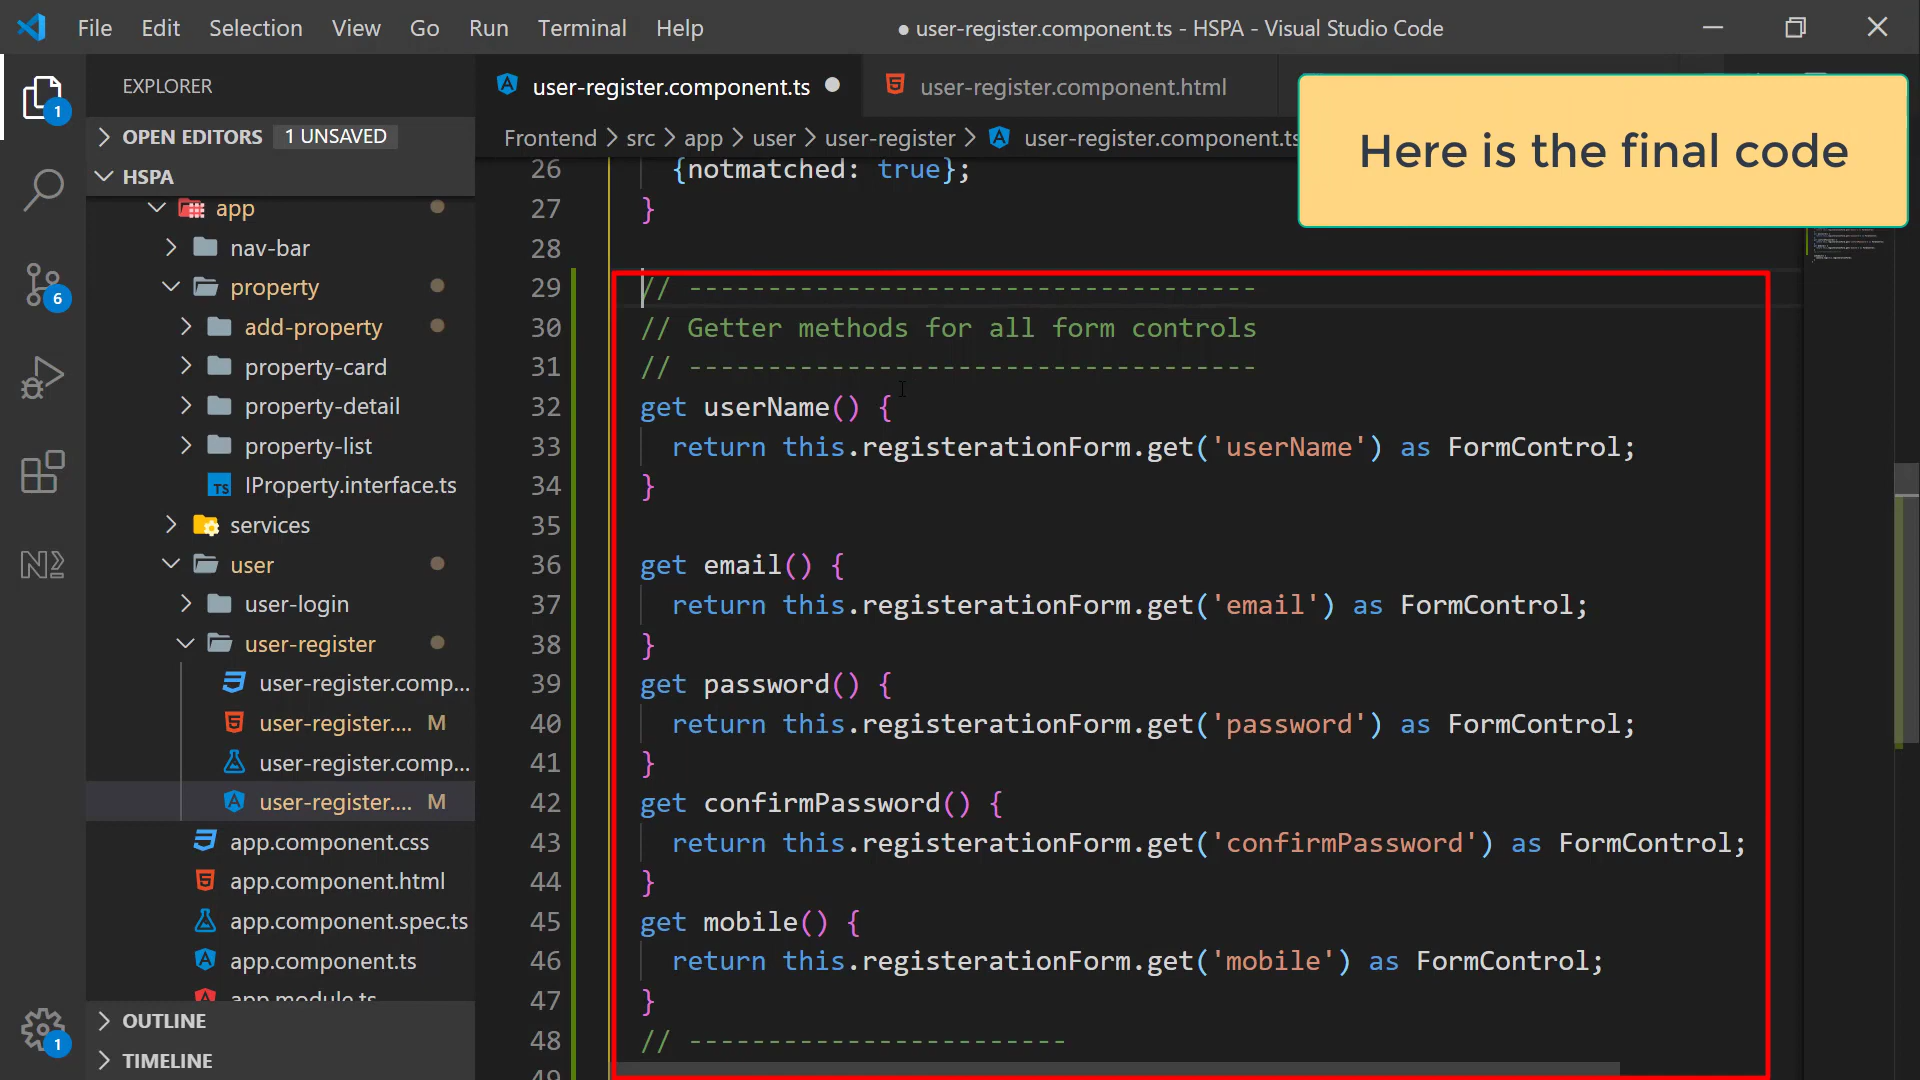 File Edit Selection View Go Run Terminal Help
● user-register.component.ts - HSPA - Visual Studio Code
EXPLORER
OPEN EDITORS 1 UNSAVED
HSPA
app
nav-bar
property
add-property
property-card
property-detail
property-list
TS IProperty.interface.ts
services
user
user-login
user-register
user-register.comp...
user-register.... M
user-register.comp...
user-register.... M
app.component.css
app.component.html
app.component.spec.ts
app.component.ts
app.module.ts
OUTLINE
TIMELINE
1
6
1
user-register.component.ts
user-register.component.html
Frontend > src > app > user > user-register > user-register.component.ts
Here is the final code
26 {notmatched: true};
27 }
28
29 // ------------------------------------
30 // Getter methods for all form controls
31 // ------------------------------------
32 get userName() {
33 return this.registerationForm.get('userName') as FormControl;
34 }
35
36 get email() {
37 return this.registerationForm.get('email') as FormControl;
38 }
39 get password() {
40 return this.registerationForm.get('password') as FormControl;
41 }
42 get confirmPassword() {
43 return this.registerationForm.get('confirmPassword') as FormControl;
44 }
45 get mobile() {
46 return this.registerationForm.get('mobile') as FormControl;
47 }
48 // ------------------------
49